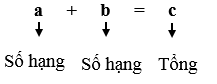 a + b = c
Số hạng Số hạng Tổng